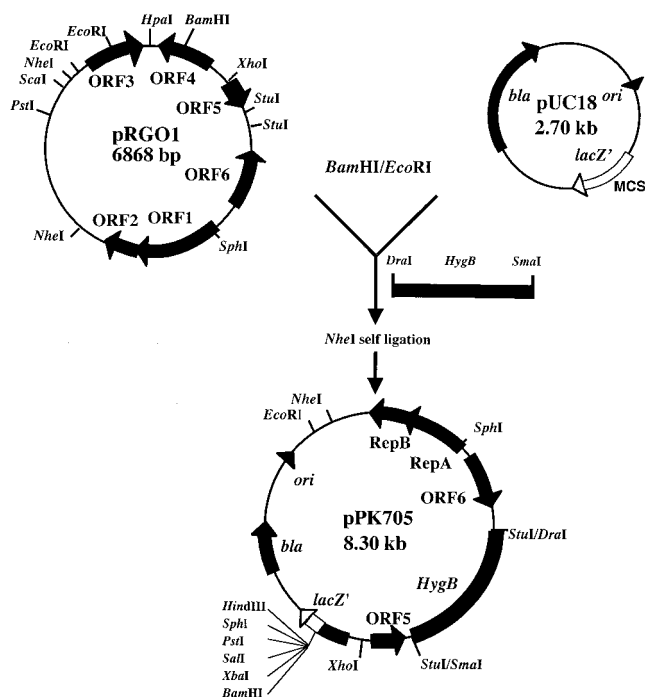 HpaI
BamHI
EcoRI
EcoRI
NheI
ScaI
PstI
ORF3
ORF4
XhoI
ORF5
StuI
StuI
pRGO1
6868 bp
ORF6
ORF2
ORF1
NheI
SphI
bla
ori
pUC18
2.70 kb
lacZ'
MCS
BamHI/EcoRI
DraI
HygB
SmaI
NheI self ligation
NheI
EcoRI
SphI
RepB
RepA
ori
ORF6
pPK705
8.30 kb
StuI/DraI
bla
HygB
lacZ'
ORF5
HindIII
SphI
PstI
SalI
XbaI
BamHI
XhoI
StuI/SmaI